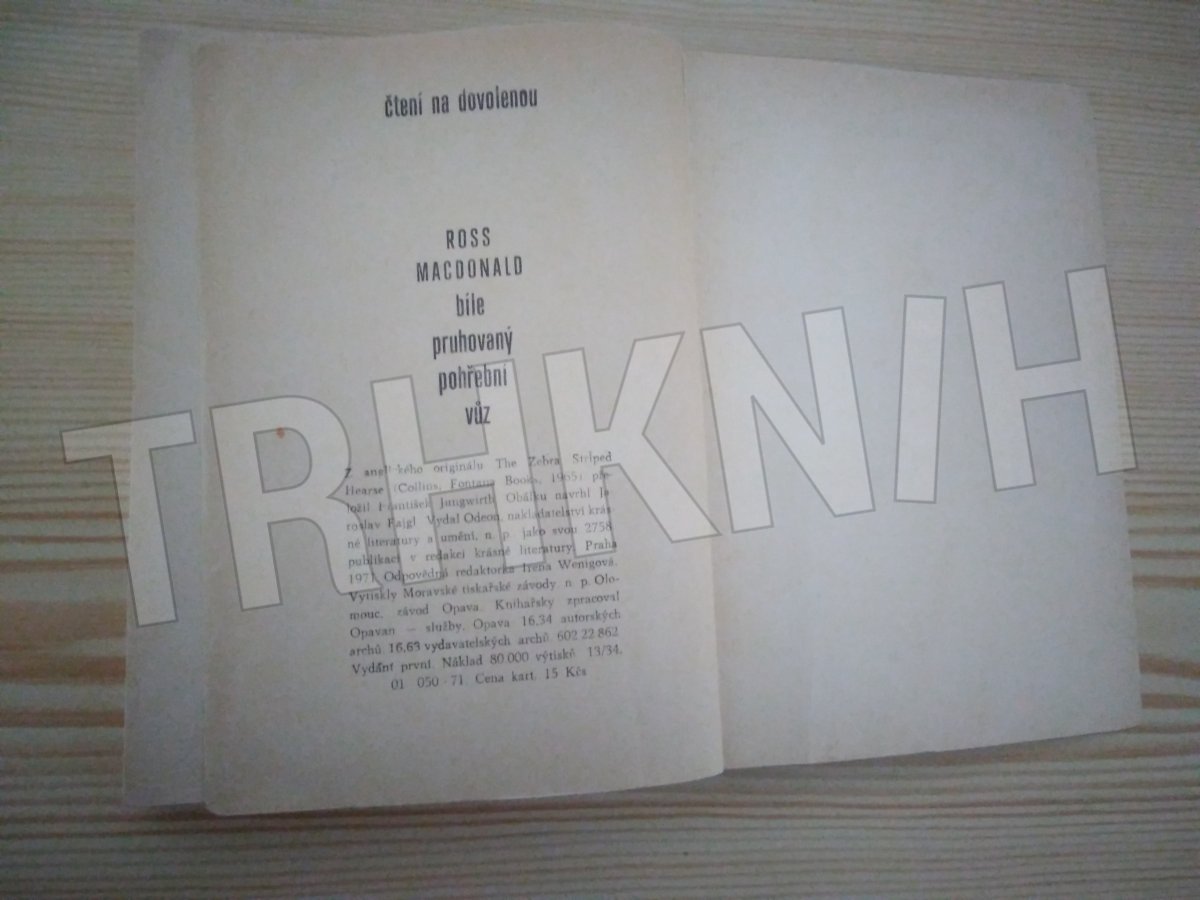 čtení na dovolenou
ROSS
MACDONALD
bíle
pruhovaný
pohřební
vůz
Z anglického originálu The Zebra Striped
Hearse (Collins, Fontana Books, 1965) pře-
ložil František Jungwirth. Obálku navrhl Ja-
roslav Fajgl. Vydal Odeon, nakladatelství krás-
né literatury a umění, n. p. jako svou 2758.
publikaci v redakci krásné literatury. Praha
1971. Odpovědná redaktorka Irena Wenigová.
Vytiskly Moravské tiskařské závody n. p. Olo-
mouc, závod Opava. Knihařsky zpracoval
Opavan — služby, Opava. 16,34 autorských
archů 16,63 vydavatelských archů. 602 22 862
Vydání první. Náklad 80 000 výtisků. 13/34.
01 050-71. Cena kart. 15 Kčs
TRHKNIH